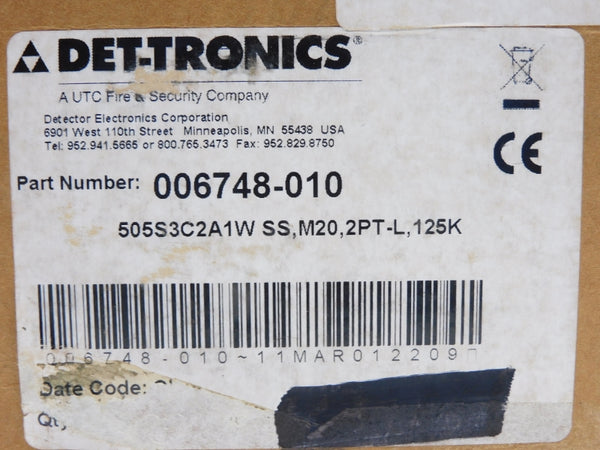 DET-TRONICS®
A UTC Fire & Security Company
Detector Electronics Corporation
6901 West 110th Street Minneapolis, MN 55438 USA
Tel: 952.941.5665 or 800.765.3473 Fax: 952.829.8750
CE
Part Number: 006748-010
505S3C2A1W SS,M20,2PT-L,125K
006748-010~11MAR012209
Date Code:
Qty